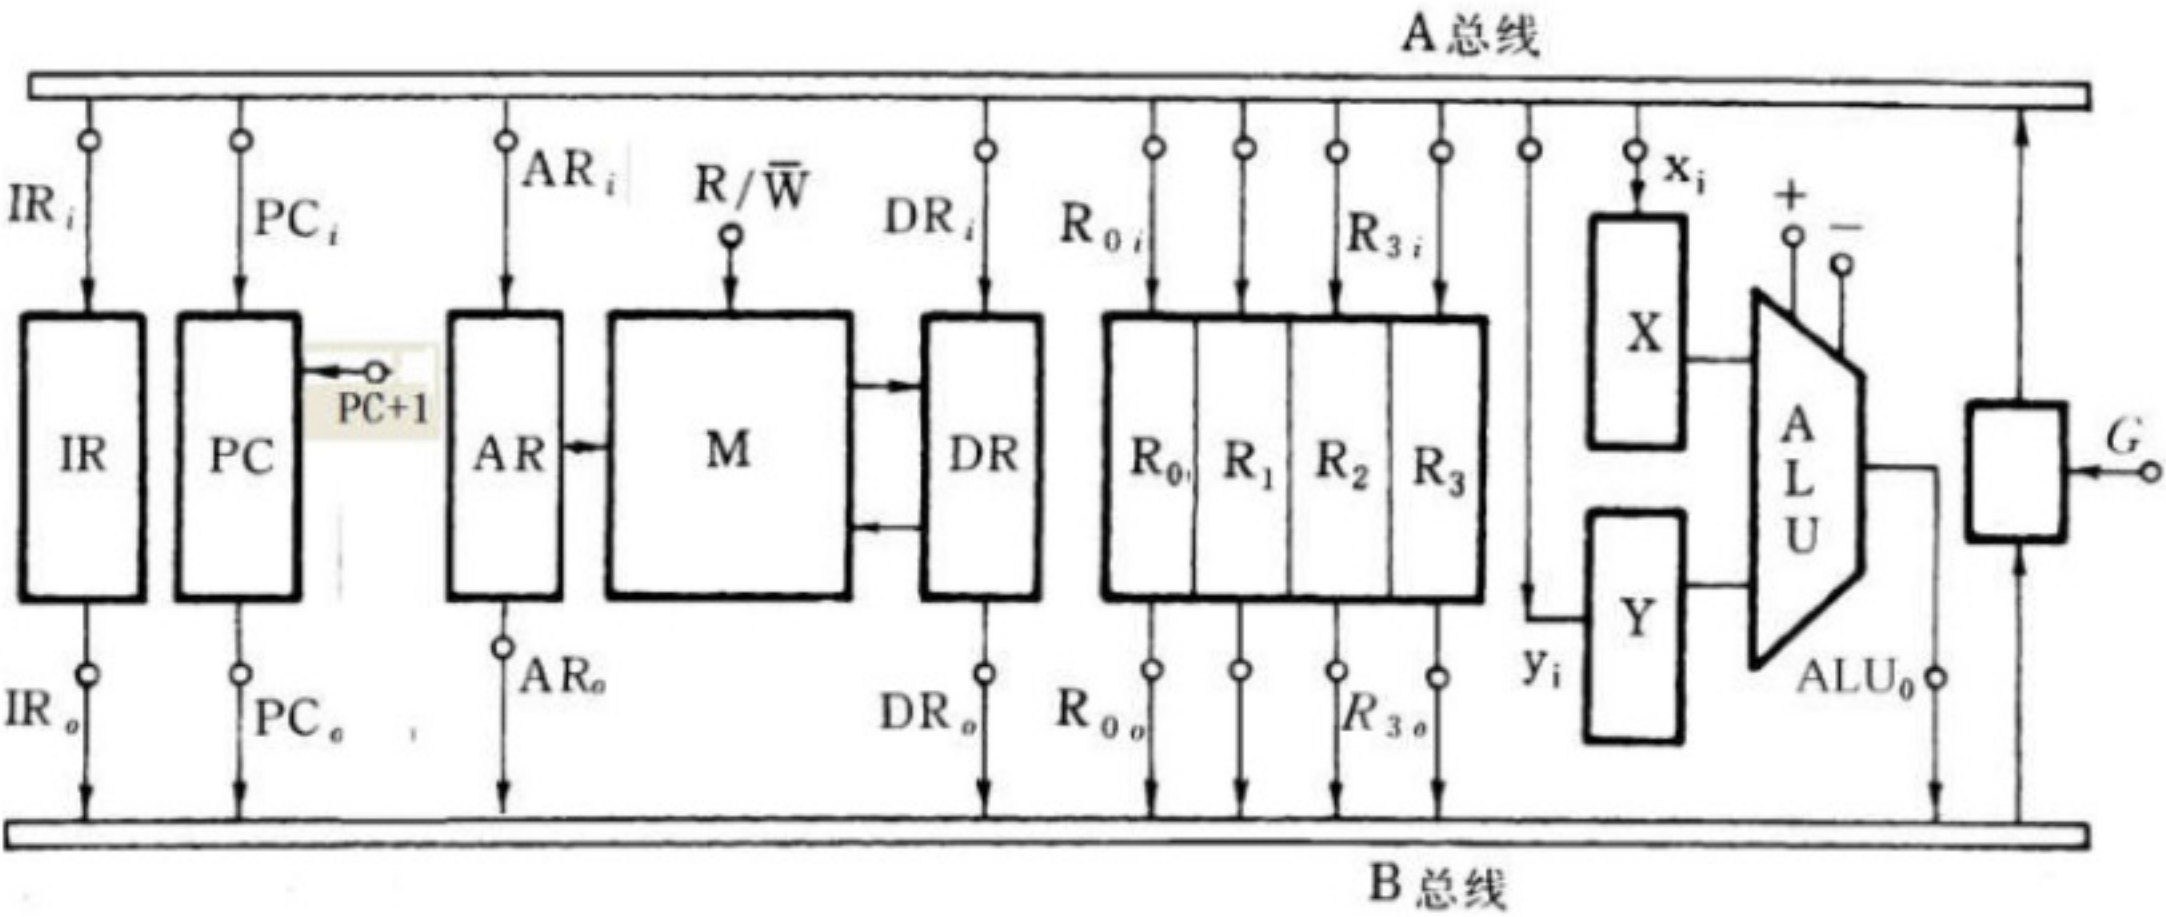 A总线
IRᵢ
PCᵢ
ARᵢ
R/W̅
DRᵢ
R₀ᵢ
R₃ᵢ
xᵢ
+
−
IR
PC
PC+1
AR
M
DR
R₀
R₁
R₂
R₃
X
Y
ALU
G
IRₒ
PCₒ
ARₒ
DRₒ
R₀ₒ
R₃ₒ
yᵢ
ALU₀
B总线